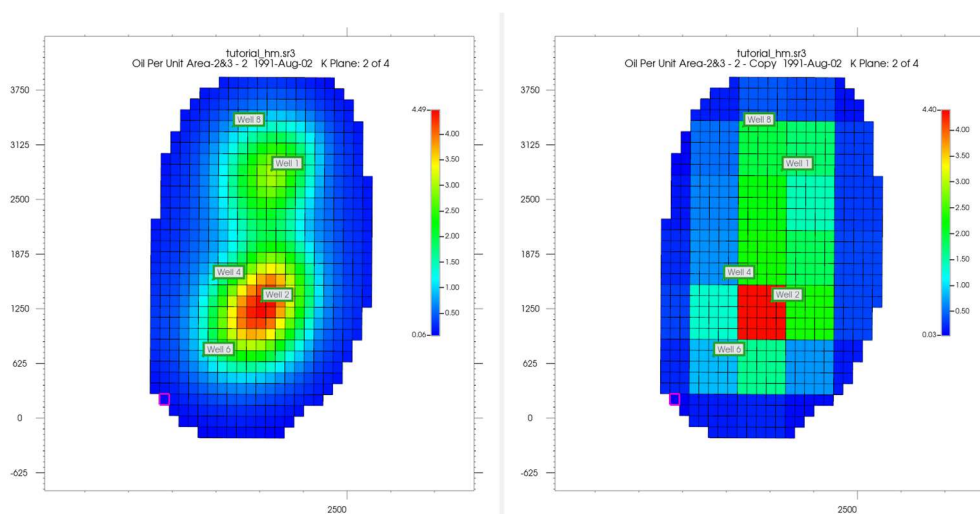 tutorial_hm.sr3
Oil Per Unit Area-2&3 - 2 1991-Aug-02 K Plane: 2 of 4
3750
3125
2500
1875
1250
625
0
-625
2500
Well 8
Well 1
Well 4
Well 2
Well 6
4.49
4.00
3.50
3.00
2.50
2.00
1.50
1.00
0.50
0.06
tutorial_hm.sr3
Oil Per Unit Area-2&3 - 2 - Copy 1991-Aug-02 K Plane: 2 of 4
3750
3125
2500
1875
1250
625
0
-625
2500
Well 8
Well 1
Well 4
Well 2
Well 6
4.40
4.00
3.50
3.00
2.50
2.00
1.50
1.00
0.50
0.03